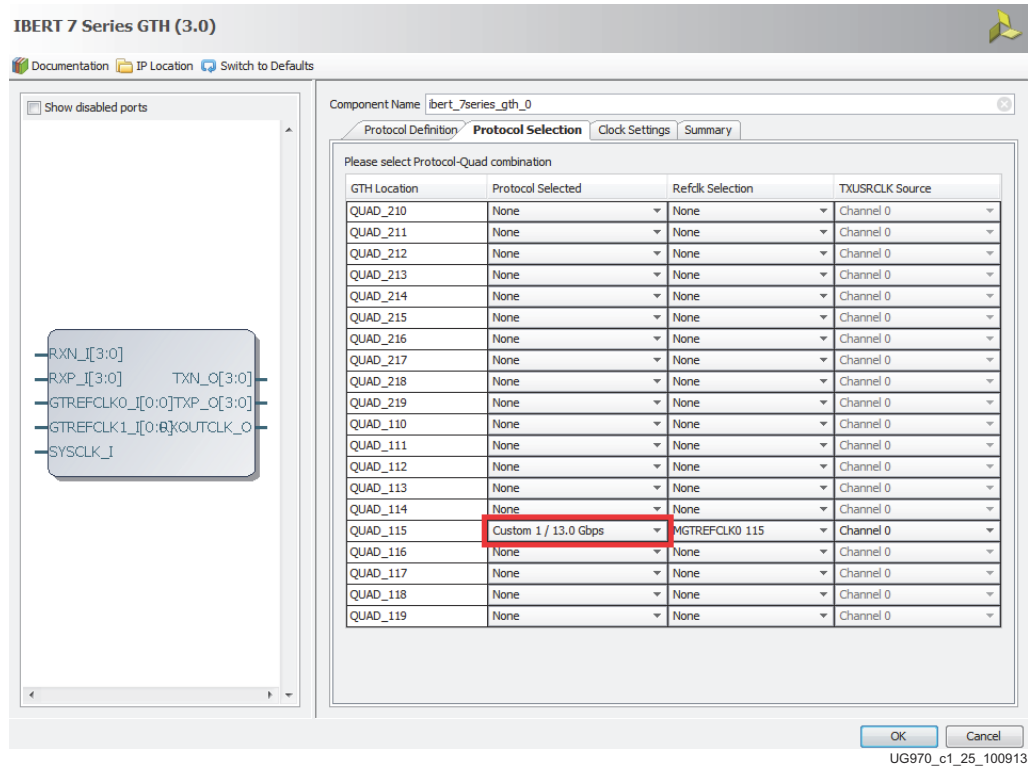 IBERT 7 Series GTH (3.0)
Documentation IP Location Switch to Defaults
Show disabled ports
RXN_I[3:0]
RXP_I[3:0] TXN_O[3:0]
GTREFCLK0_I[0:0] TXP_O[3:0]
GTREFCLK1_I[0:0] RXOUTCLK_O
SYSCLK_I
Component Name ibert_7series_gth_0
Protocol Definition Protocol Selection Clock Settings Summary
Please select Protocol-Quad combination
GTH Location Protocol Selected Refclk Selection TXUSRCLK Source
QUAD_210 None None Channel 0
QUAD_211 None None Channel 0
QUAD_212 None None Channel 0
QUAD_213 None None Channel 0
QUAD_214 None None Channel 0
QUAD_215 None None Channel 0
QUAD_216 None None Channel 0
QUAD_217 None None Channel 0
QUAD_218 None None Channel 0
QUAD_219 None None Channel 0
QUAD_110 None None Channel 0
QUAD_111 None None Channel 0
QUAD_112 None None Channel 0
QUAD_113 None None Channel 0
QUAD_114 None None Channel 0
QUAD_115 Custom 1 / 13.0 Gbps MGTREFCLK0 115 Channel 0
QUAD_116 None None Channel 0
QUAD_117 None None Channel 0
QUAD_118 None None Channel 0
QUAD_119 None None Channel 0
OK Cancel
UG970_c1_25_100913